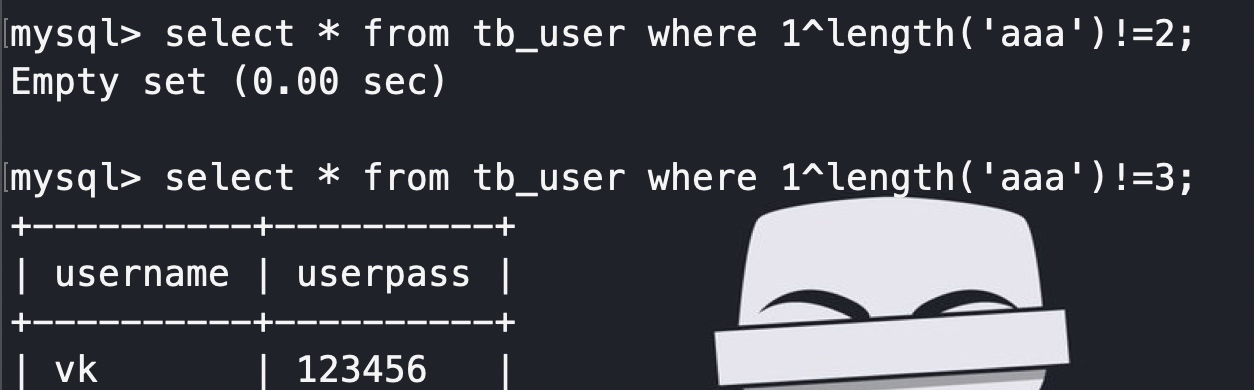 mysql> select * from tb_user where 1^length('aaa')!=2;
Empty set (0.00 sec)
mysql> select * from tb_user where 1^length('aaa')!=3;
+----------+----------+
| username | userpass |
+----------+----------+
| vk       | 123456   |